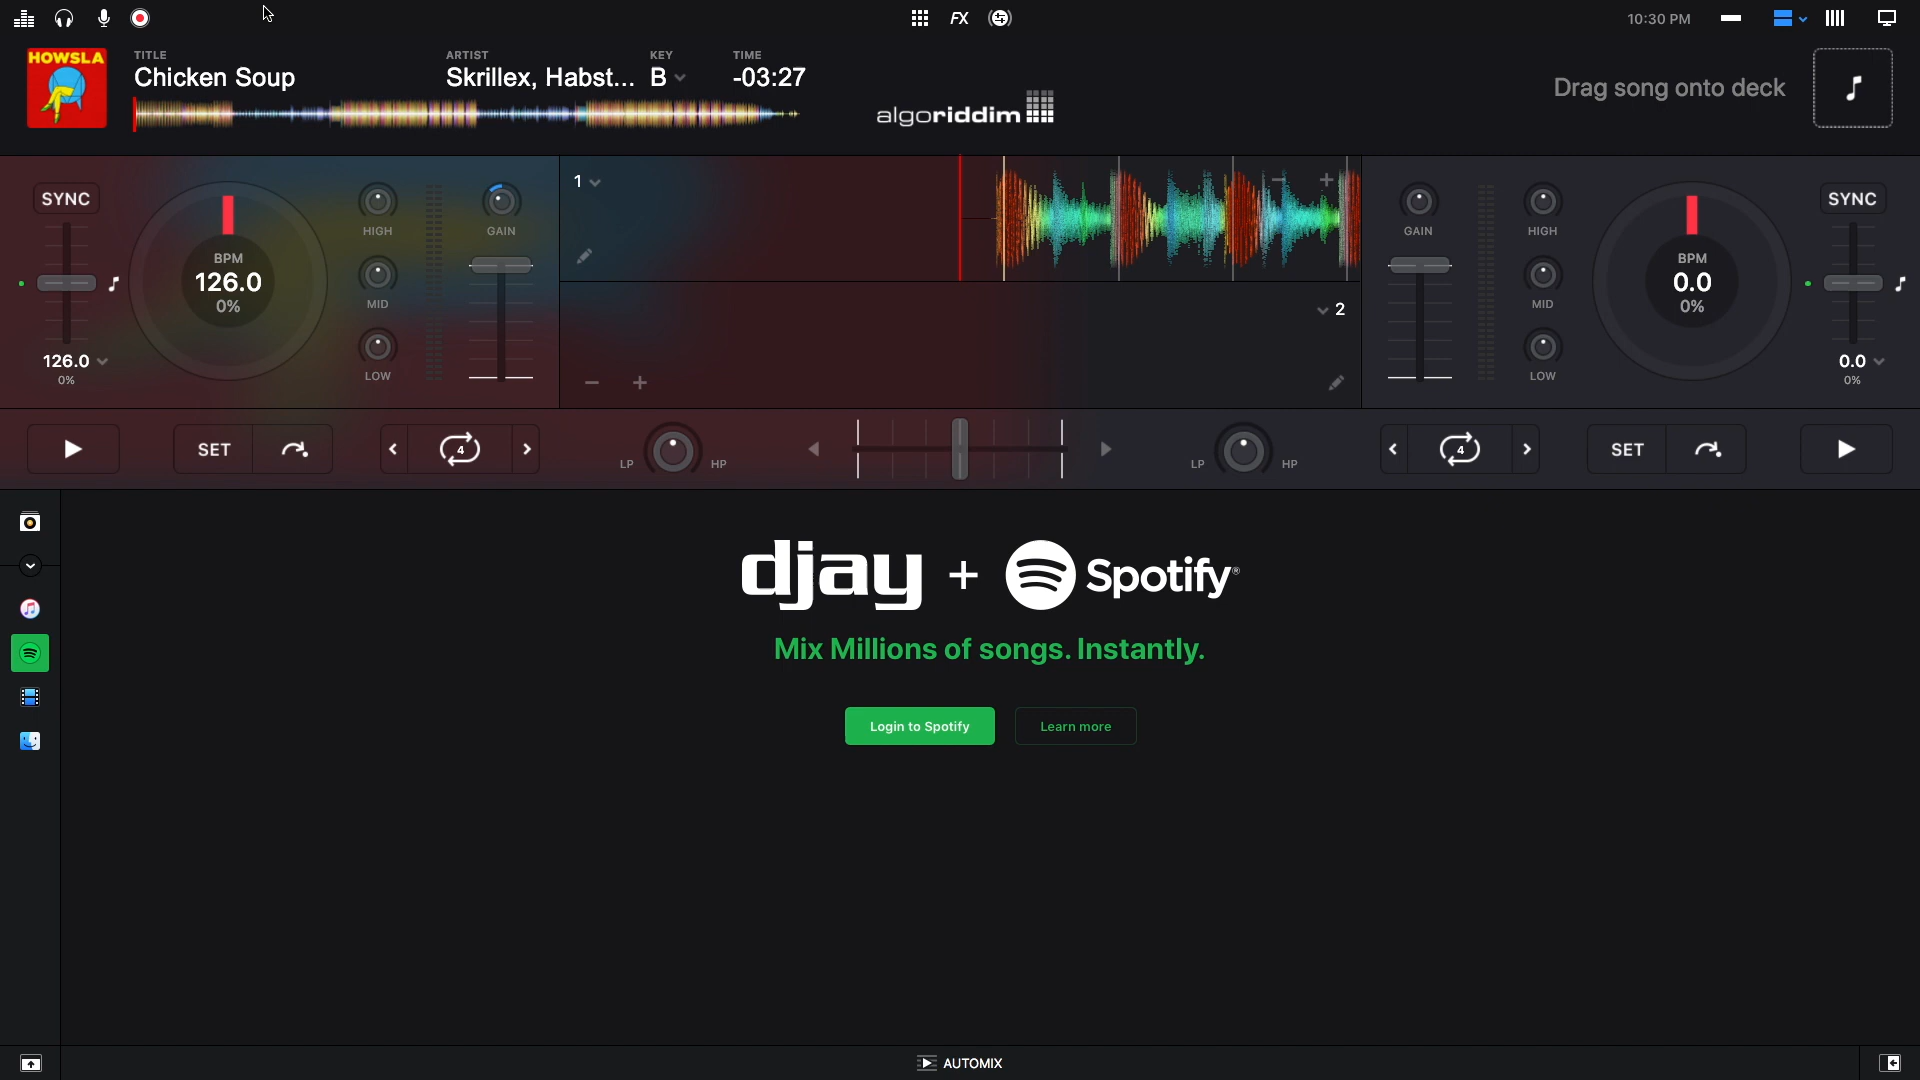 10:30 PM
FX
HOWSLA
TITLE
Chicken Soup
ARTIST
Skrillex, Habst...
KEY
B
TIME
-03:27
algoriddim
Drag song onto deck
SYNC
BPM
126.0
0%
126.0
0%
HIGH
MID
LOW
GAIN
1
2
GAIN
HIGH
MID
LOW
BPM
0.0
0%
SYNC
0.0
0%
SET
4
LP
HP
LP
HP
4
SET
djay + Spotify®
Mix Millions of songs. Instantly.
Login to Spotify
Learn more
AUTOMIX